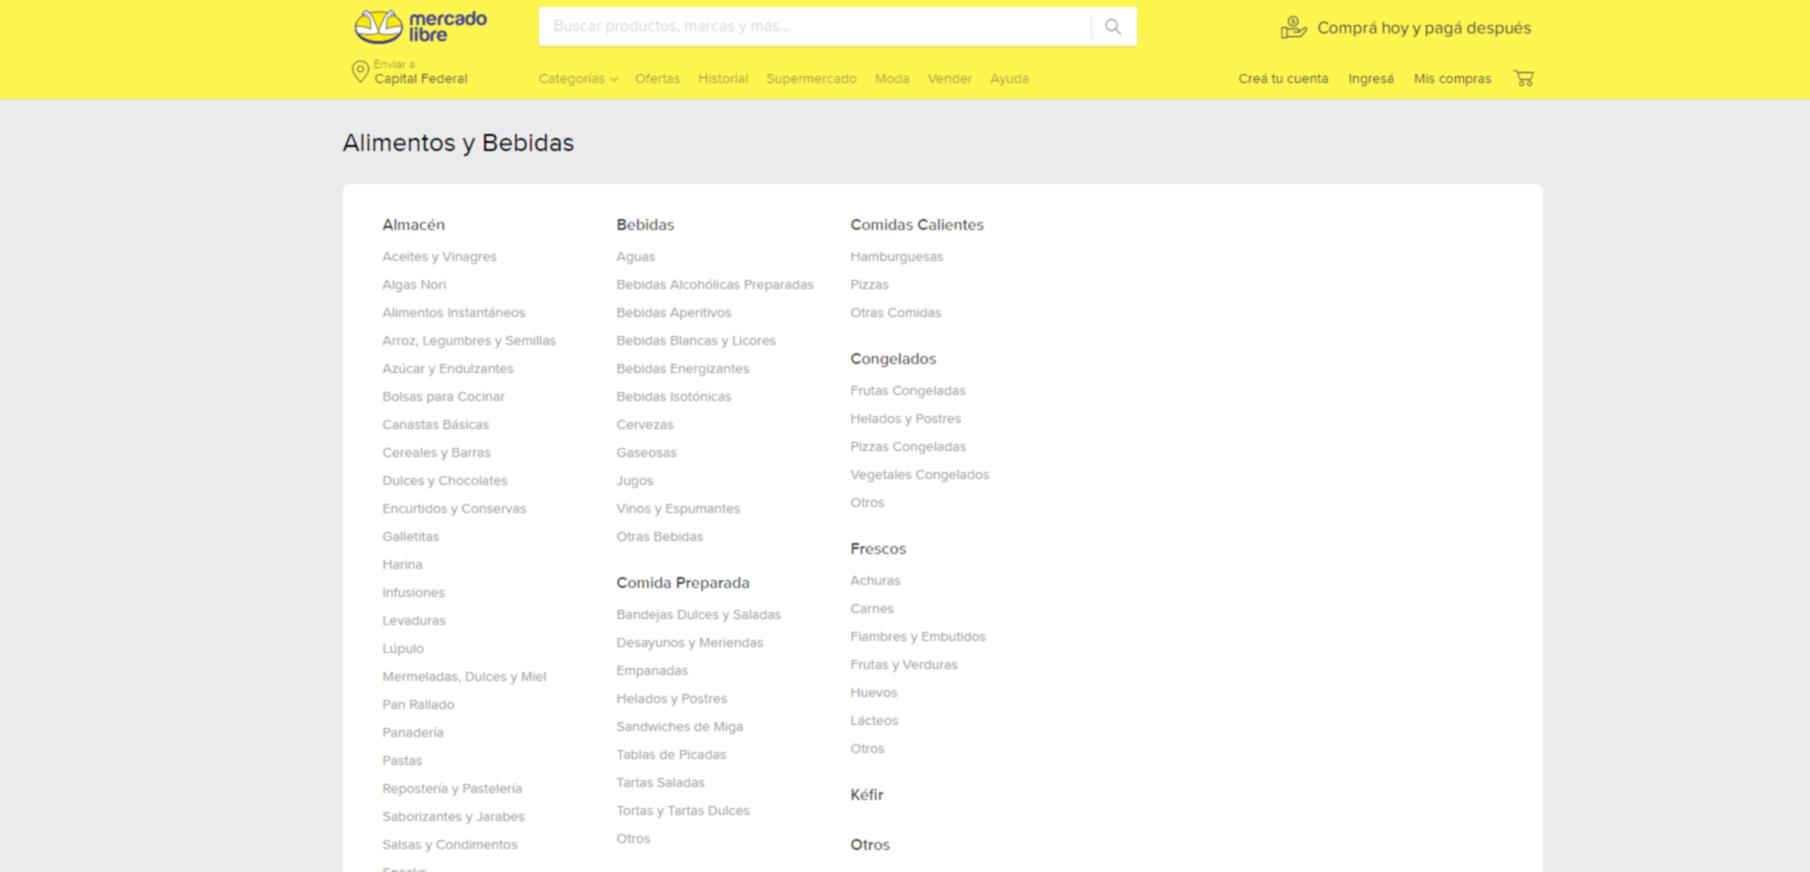 mercado
libre
Buscar productos, marcas y más...
Comprá hoy y pagá después
Enviar a
Capital Federal
Categorías
Ofertas
Historial
Supermercado
Moda
Vender
Ayuda
Creá tu cuenta
Ingresá
Mis compras
Alimentos y Bebidas
Almacén
Aceites y Vinagres
Algas Nori
Alimentos Instantáneos
Arroz, Legumbres y Semillas
Azúcar y Endulzantes
Bolsas para Cocinar
Canastas Básicas
Cereales y Barras
Dulces y Chocolates
Encurtidos y Conservas
Galletitas
Harina
Infusiones
Levaduras
Lúpulo
Mermeladas, Dulces y Miel
Pan Rallado
Panadería
Pastas
Repostería y Pastelería
Saborizantes y Jarabes
Salsas y Condimentos
Snacks
Bebidas
Aguas
Bebidas Alcohólicas Preparadas
Bebidas Aperitivos
Bebidas Blancas y Licores
Bebidas Energizantes
Bebidas Isotónicas
Cervezas
Gaseosas
Jugos
Vinos y Espumantes
Otras Bebidas
Comida Preparada
Bandejas Dulces y Saladas
Desayunos y Meriendas
Empanadas
Helados y Postres
Sandwiches de Miga
Tablas de Picadas
Tartas Saladas
Tortas y Tartas Dulces
Otros
Comidas Calientes
Hamburguesas
Pizzas
Otras Comidas
Congelados
Frutas Congeladas
Helados y Postres
Pizzas Congeladas
Vegetales Congelados
Otros
Frescos
Achuras
Carnes
Fiambres y Embutidos
Frutas y Verduras
Huevos
Lácteos
Otros
Kéfir
Otros